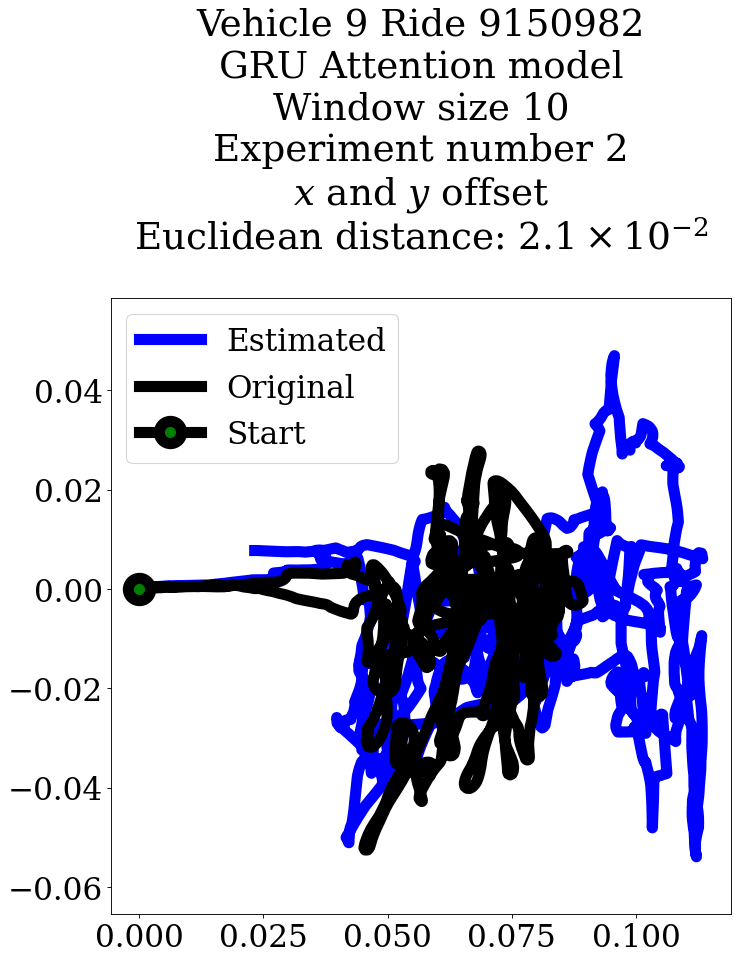 Vehicle 9 Ride 9150982
GRU Attention model
Window size 10
Experiment number 2
x and y offset
Euclidean distance: 2.1 × 10⁻²
Estimated
Original
Start
0.04
0.02
0.00
−0.02
−0.04
−0.06
0.000 0.025 0.050 0.075 0.100